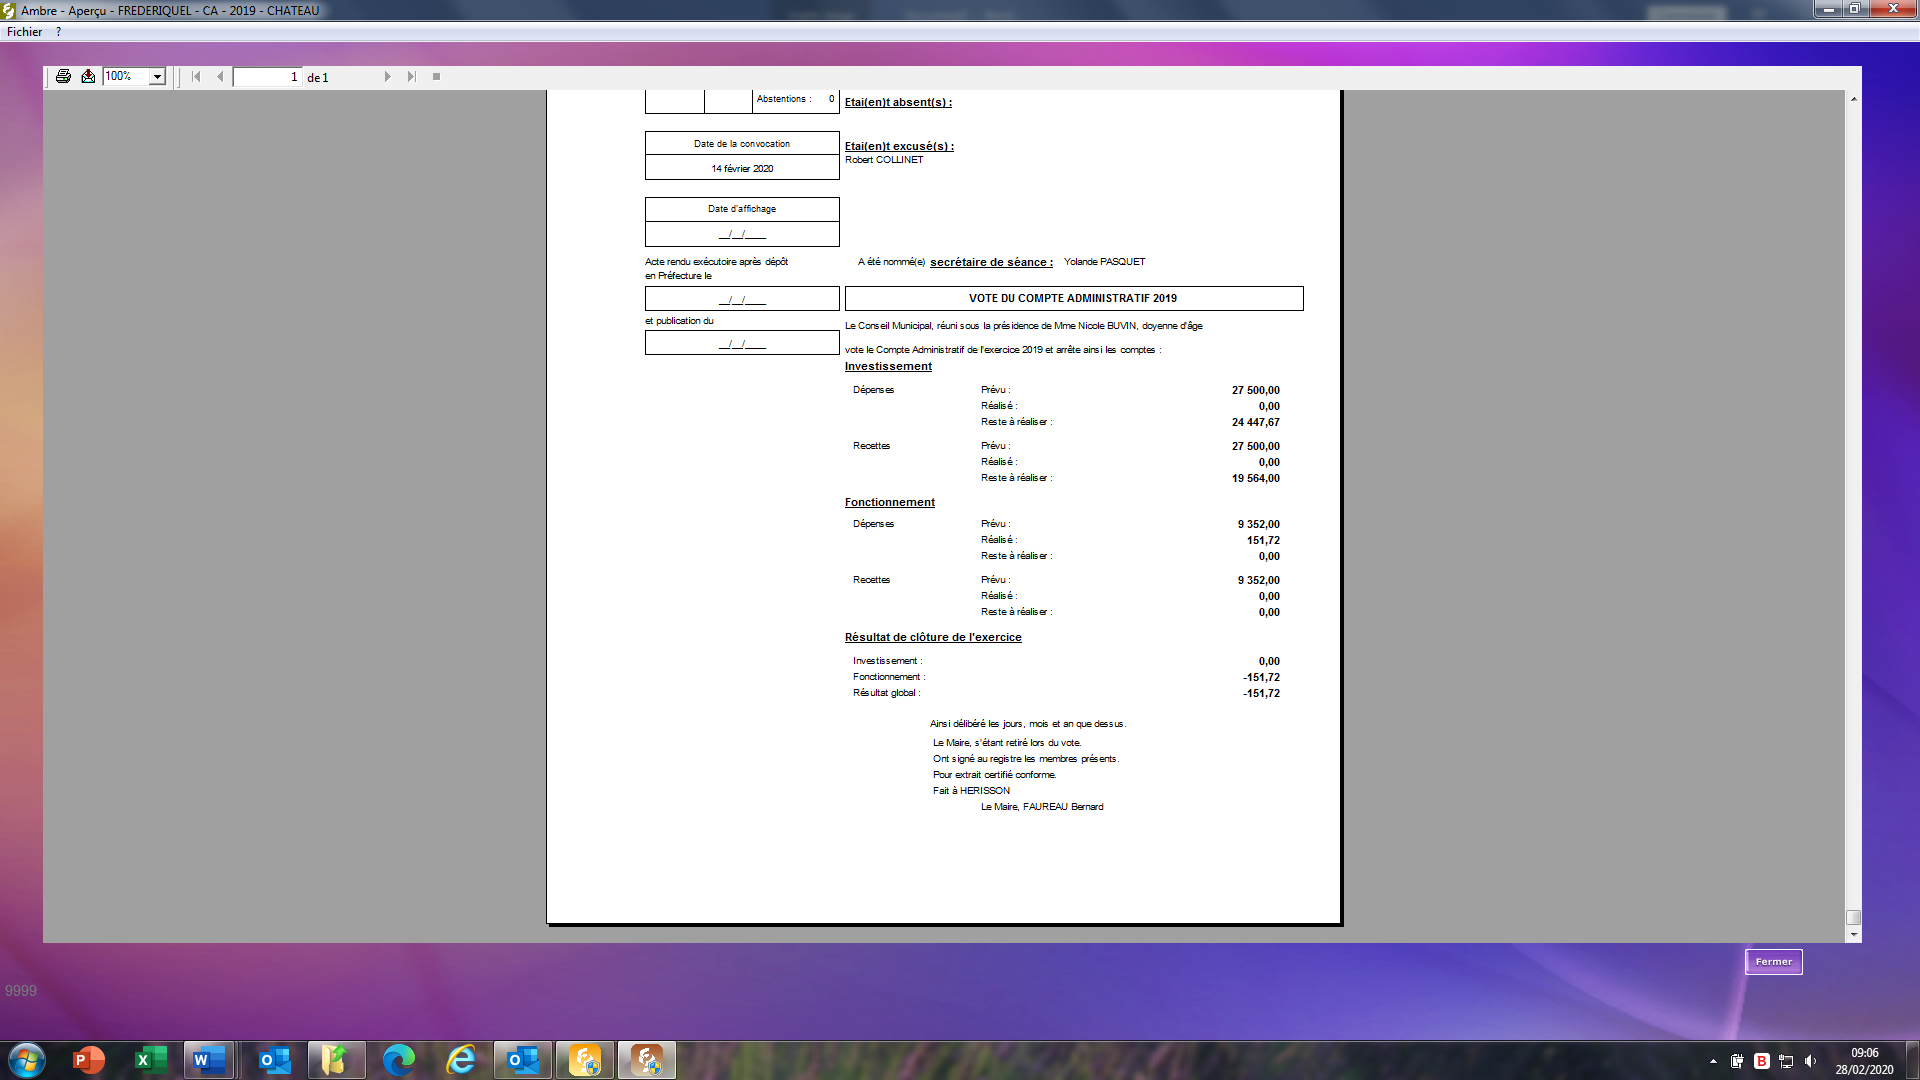 Ambre - Aperçu - FREDERIQUEL - CA - 2019 - CHATEAU
Fichier ?
100% 1 de 1
Abstentions : 0
Etai(en)t absent(s) :
Date de la convocation
14 février 2020
Etai(en)t excusé(s) :
Robert COLLINET
Date d'affichage
__/__/____
Acte rendu exécutoire après dépôt
en Préfecture le
__/__/____
et publication du
__/__/____
A été nommé(e) secrétaire de séance : Yolande PASQUET
VOTE DU COMPTE ADMINISTRATIF 2019
Le Conseil Municipal, réuni sous la présidence de Mme Nicole BUVIN, doyenne d'âge
vote le Compte Administratif de l'exercice 2019 et arrête ainsi les comptes :
Investissement
Dépenses Prévu : 27 500,00
Réalisé : 0,00
Reste à réaliser : 24 447,67
Recettes Prévu : 27 500,00
Réalisé : 0,00
Reste à réaliser : 19 564,00
Fonctionnement
Dépenses Prévu : 9 352,00
Réalisé : 151,72
Reste à réaliser : 0,00
Recettes Prévu : 9 352,00
Réalisé : 0,00
Reste à réaliser : 0,00
Résultat de clôture de l'exercice
Investissement : 0,00
Fonctionnement : -151,72
Résultat global : -151,72
Ainsi délibéré les jours, mois et an que dessus.
Le Maire, s'étant retiré lors du vote.
Ont signé au registre les membres présents.
Pour extrait certifié conforme.
Fait à HERISSON
Le Maire, FAUREAU Bernard
Fermer
9999
09:06
28/02/2020